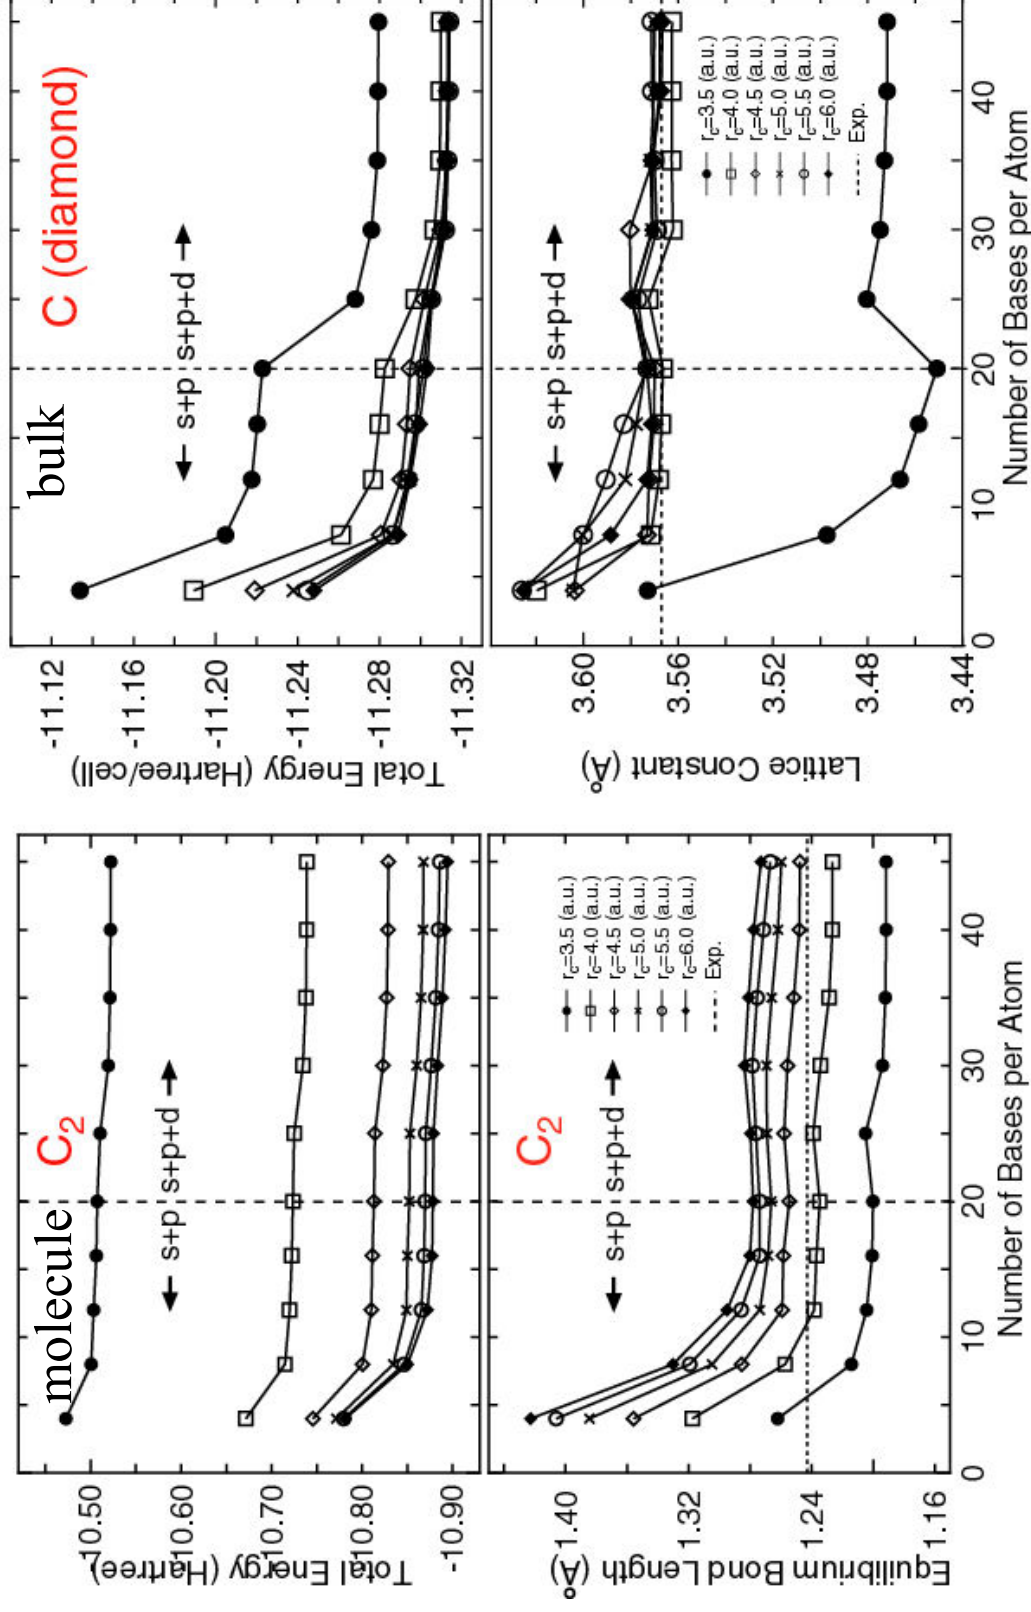 molecule
C2
s+p s+p+d
-10.50
-10.60
-10.70
-10.80
-10.90
Total Energy (Hartree)
C2
s+p s+p+d
rc=3.5 (a.u.)
rc=4.0 (a.u.)
rc=4.5 (a.u.)
rc=5.0 (a.u.)
rc=5.5 (a.u.)
rc=6.0 (a.u.)
Exp.
1.40
1.32
1.24
1.16
Equilibrium Bond Length (Å)
0 10 20 30 40
Number of Bases per Atom
bulk
C (diamond)
s+p s+p+d
-11.12
-11.16
-11.20
-11.24
-11.28
-11.32
Total Energy (Hartree/cell)
s+p s+p+d
rc=3.5 (a.u.)
rc=4.0 (a.u.)
rc=4.5 (a.u.)
rc=5.0 (a.u.)
rc=5.5 (a.u.)
rc=6.0 (a.u.)
Exp.
3.60
3.56
3.52
3.48
3.44
Lattice Constant (Å)
0 10 20 30 40
Number of Bases per Atom